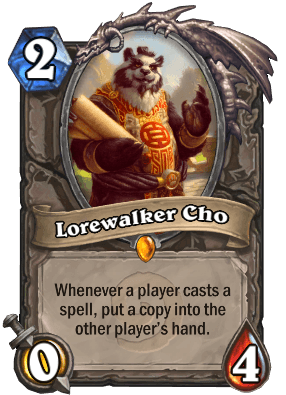 2
Lorewalker Cho
Whenever a player casts a
spell, put a copy into the
other player's hand.
0
4